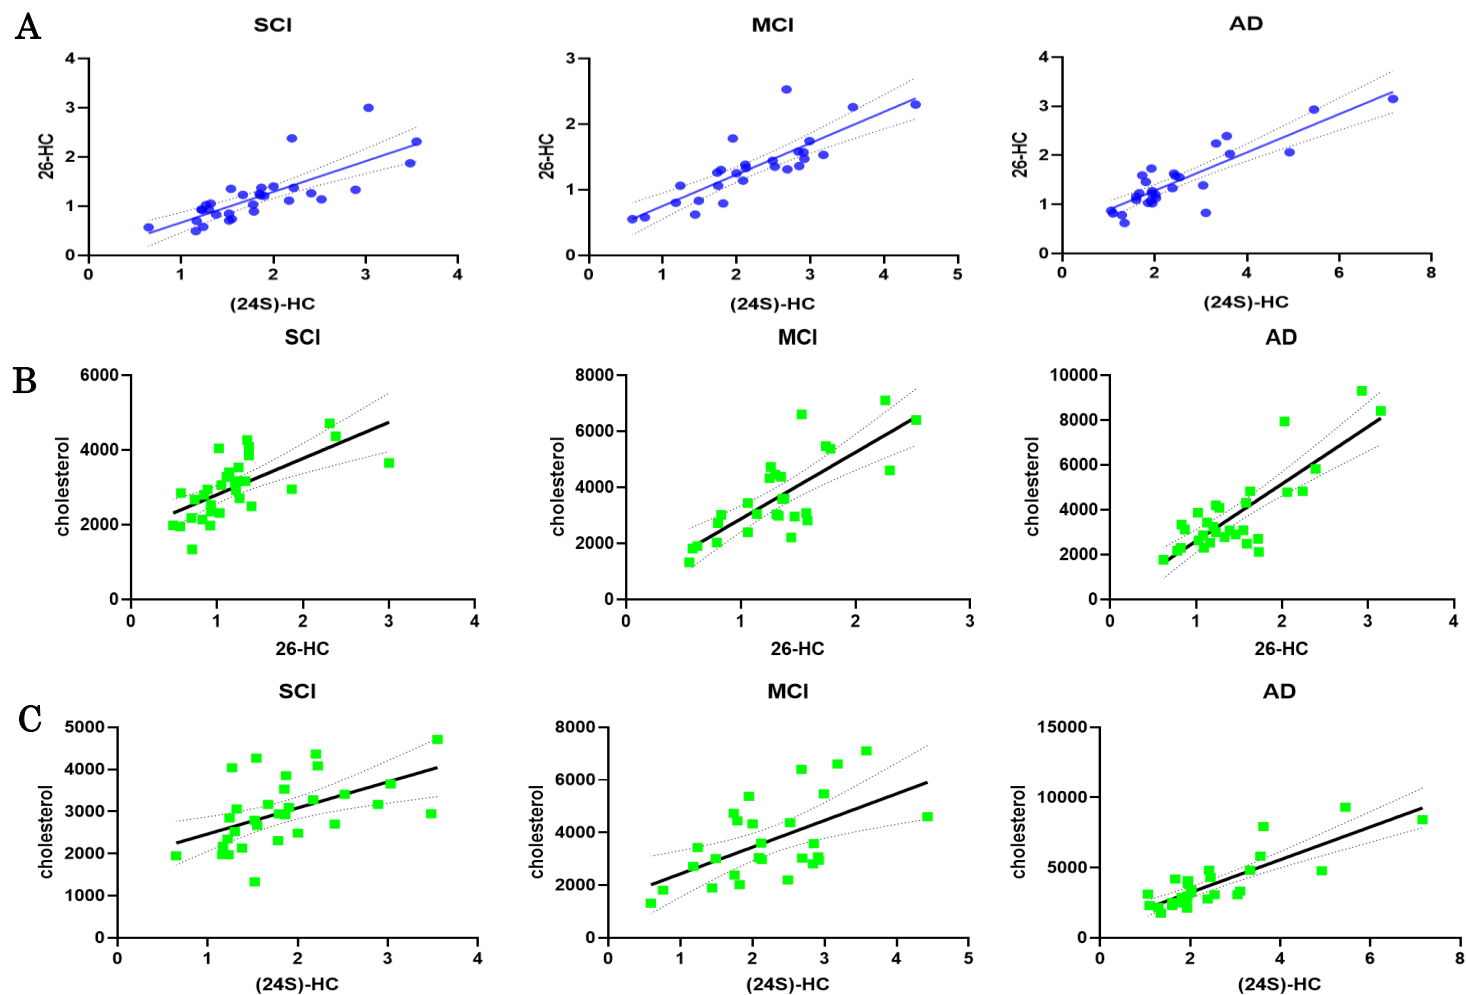 A
SCI
MCI
AD
26-HC
4
3
2
1
0
0 1 2 3 4
(24S)-HC
26-HC
3
2
1
0
0 1 2 3 4 5
(24S)-HC
26-HC
4
3
2
1
0
0 2 4 6 8
(24S)-HC
B
SCI
MCI
AD
cholesterol
6000
4000
2000
0
0 1 2 3 4
26-HC
cholesterol
8000
6000
4000
2000
0
0 1 2 3
26-HC
cholesterol
10000
8000
6000
4000
2000
0
0 1 2 3 4
26-HC
C
SCI
MCI
AD
cholesterol
5000
4000
3000
2000
1000
0
0 1 2 3 4
(24S)-HC
cholesterol
8000
6000
4000
2000
0
0 1 2 3 4 5
(24S)-HC
cholesterol
15000
10000
5000
0
0 2 4 6 8
(24S)-HC